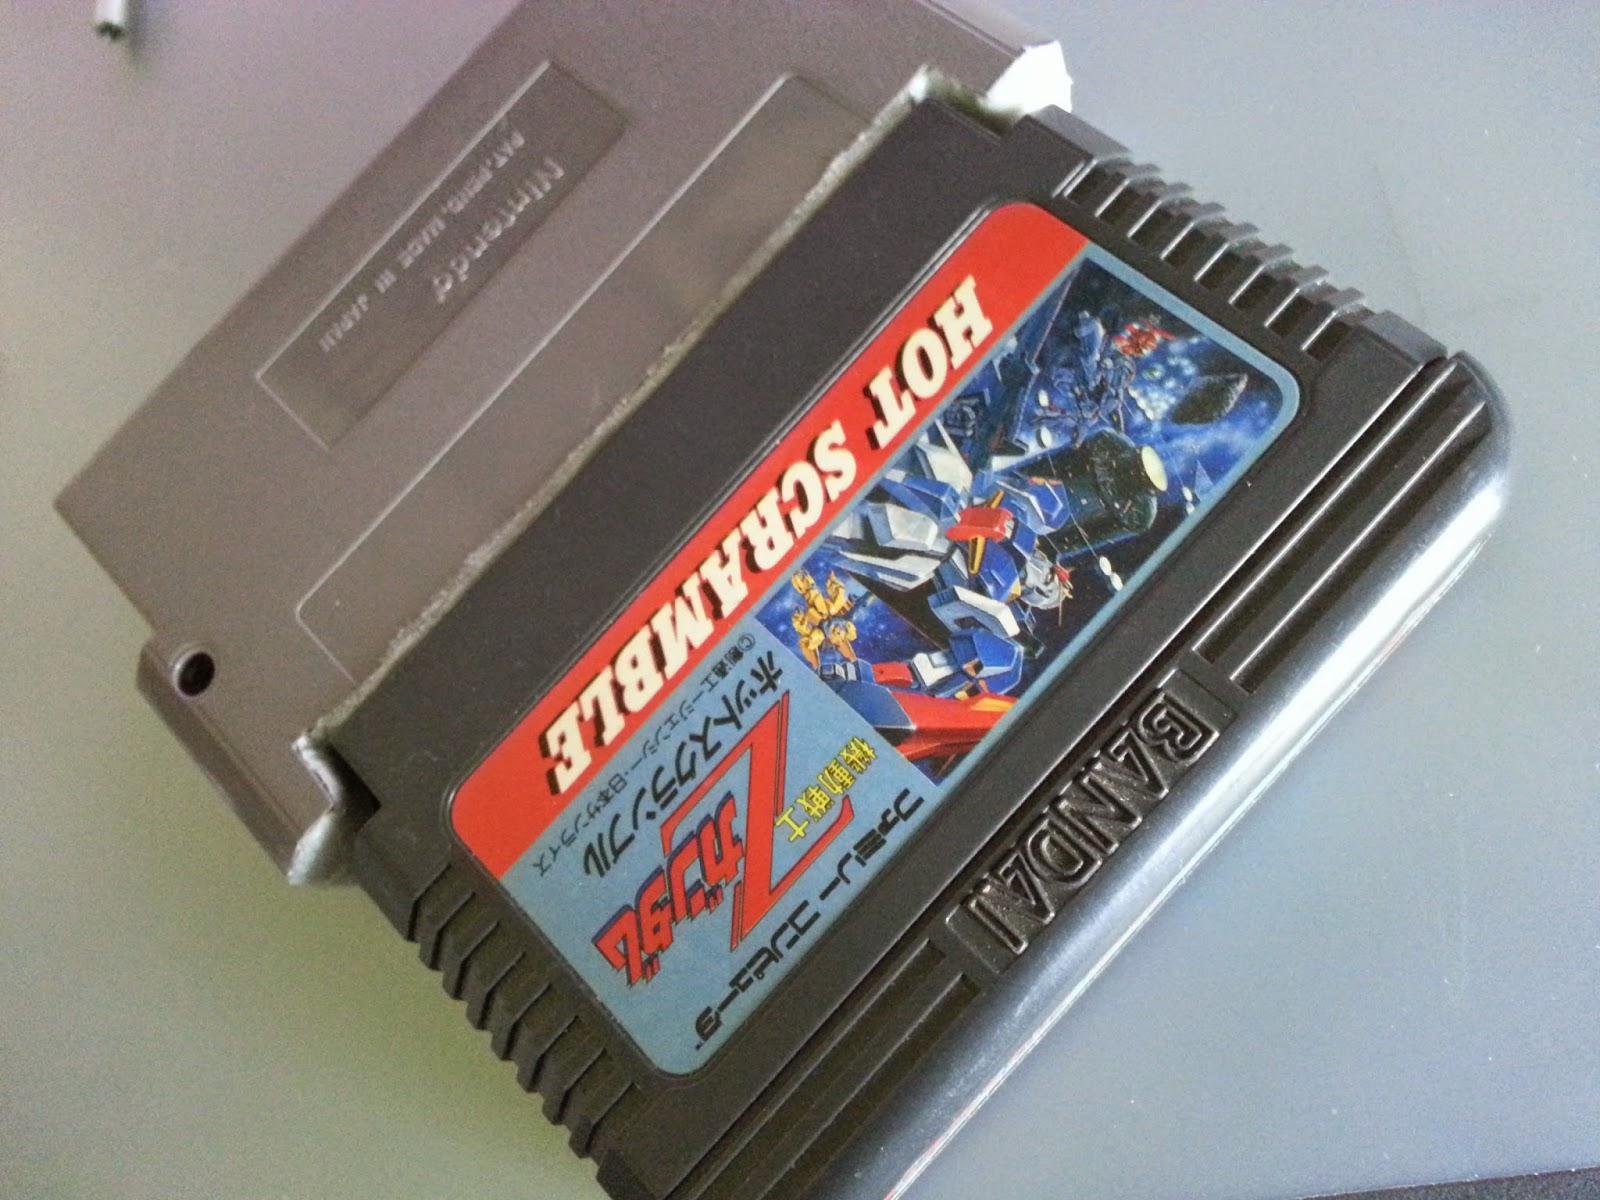 Nintendo®
PAT. PEND. MADE IN JAPAN
HOT SCRAMBLE
©創通エージェンシー・日本サンライズ
ホットスクランブル
機動戦士
Zガンダム
ファミリーコンピュータ™
BANDAI